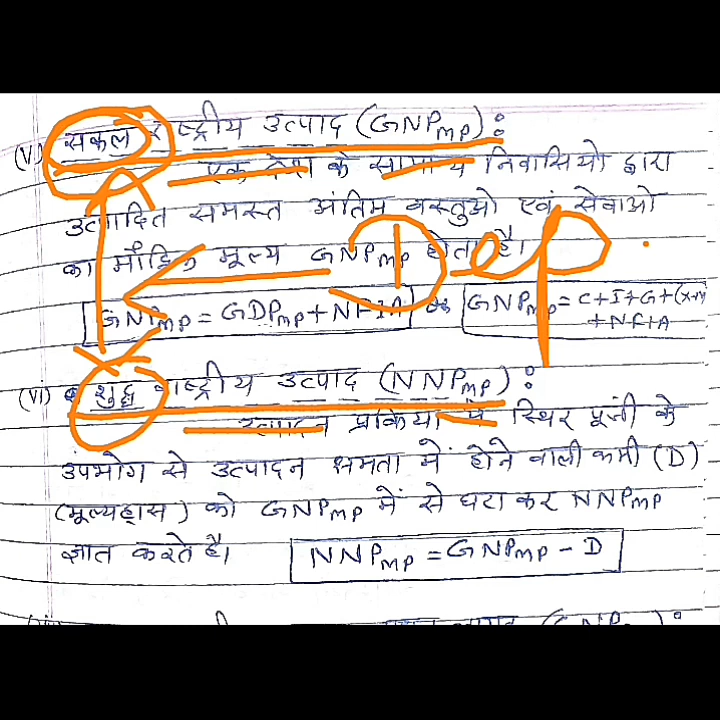 (V) सकल राष्ट्रीय उत्पाद (GNPMP) :
एक देश के सामान्य निवासियो द्वारा
उत्पादित समस्त अंतिम वस्तुओ एवं सेवाओ
का मौद्रिक मूल्य GNPMP होता है।
GNPMP = GDPMP + NFIA GNPMP = C+I+G+(X-M)
+NFIA
(VI) शुद्ध राष्ट्रीय उत्पाद (NNPMP) :
उत्पादन प्रकिया मे स्थिर पूंजी के
उपभोग से उत्पादन क्षमता में होने वाली कमी (D)
(मूल्यह्रास) को GNPMP में से घटा कर NNPMP
ज्ञात करते है। NNPMP = GNPMP - D